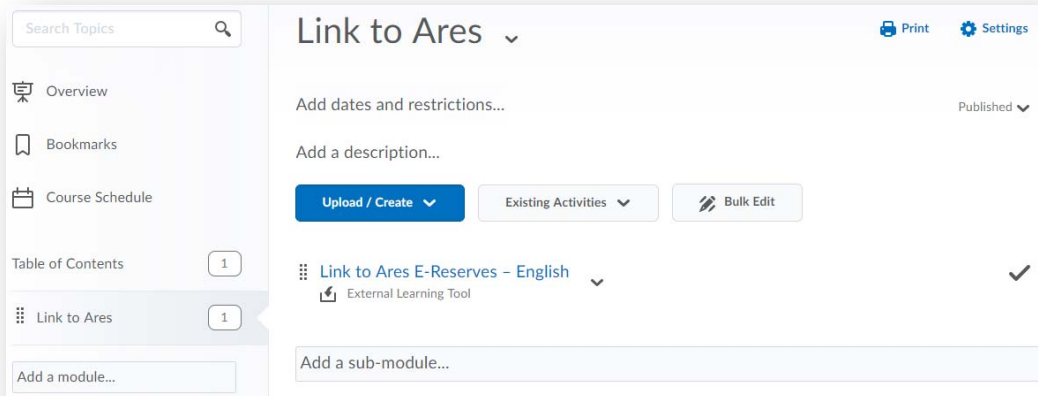 Search Topics
Overview
Bookmarks
Course Schedule
Table of Contents 1
Link to Ares 1
Add a module...
Link to Ares
Print Settings
Add dates and restrictions...
Published
Add a description...
Upload / Create Existing Activities Bulk Edit
Link to Ares E-Reserves – English
External Learning Tool
Add a sub-module...